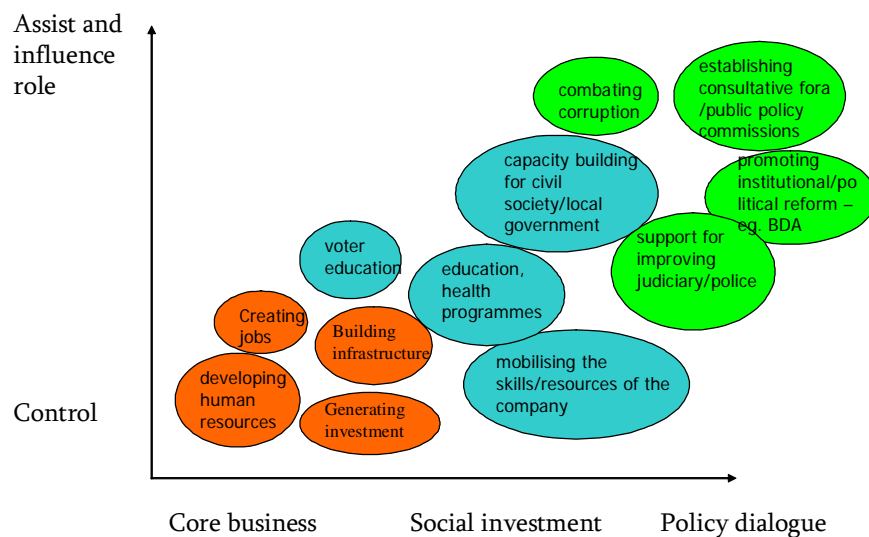 Assist and
influence
role
combating
corruption
establishing
consultative fora
/public policy
commissions
capacity building
for civil
society/local
government
promoting
institutional/po
litical reform –
eg. BDA
voter
education
education,
health
programmes
support for
improving
judiciary/police
Creating
jobs
Building
infrastructure
developing
human
resources
Generating
investment
mobilising the
skills/resources of the
company
Control
Core business
Social investment
Policy dialogue